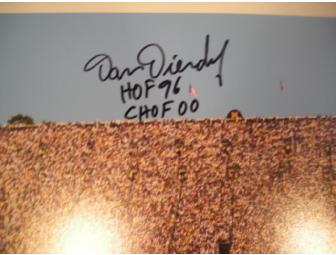 Dan Dierdorf
HOF 96
CHOF 00